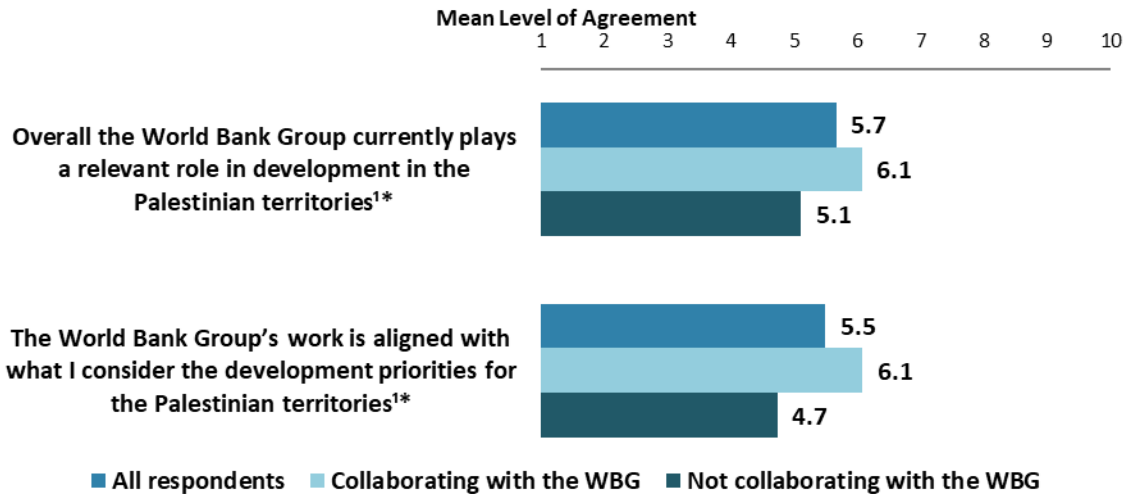 Mean Level of Agreement
1 2 3 4 5 6 7 8 9 10
Overall the World Bank Group currently plays
a relevant role in development in the
Palestinian territories¹*
5.7
6.1
5.1
The World Bank Group’s work is aligned with
what I consider the development priorities for
the Palestinian territories¹*
5.5
6.1
4.7
All respondents Collaborating with the WBG Not collaborating with the WBG